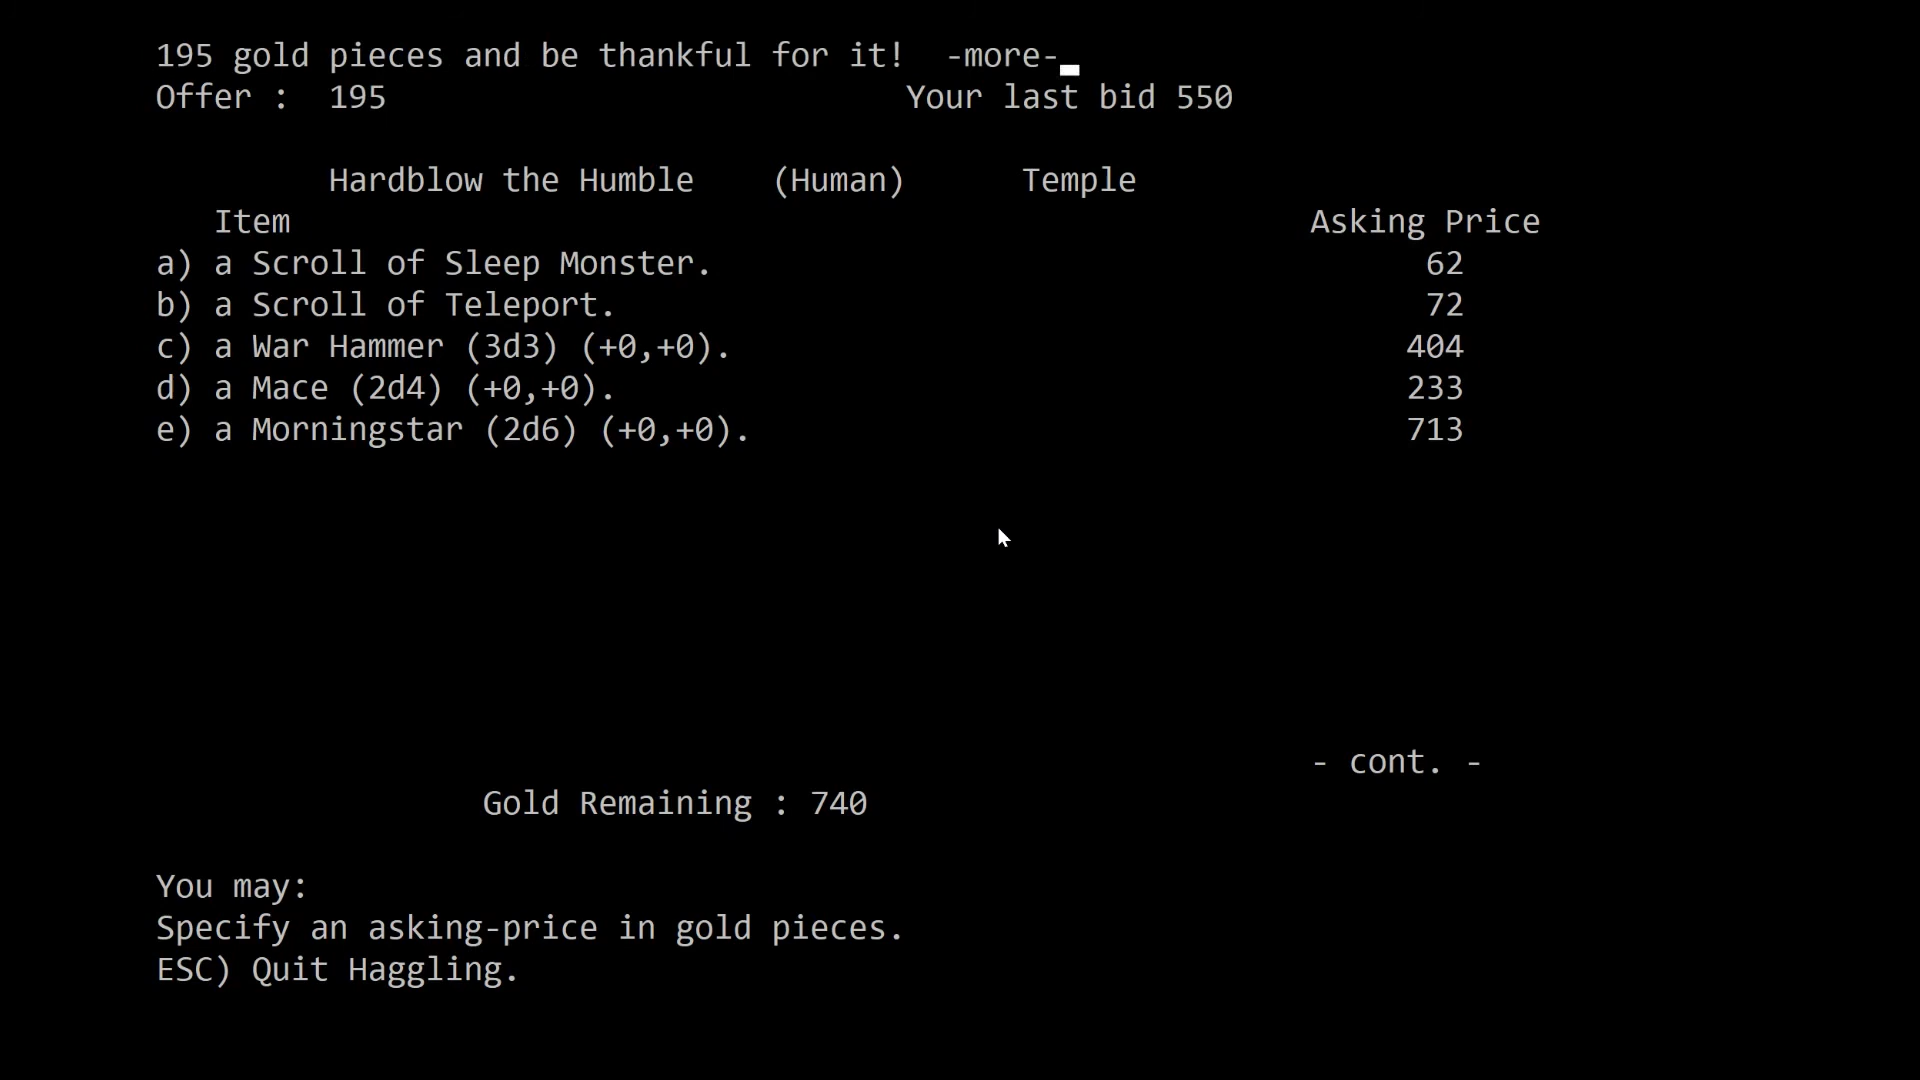 195 gold pieces and be thankful for it!  -more-
Offer :  195                           Your last bid 550
Hardblow the Humble    (Human)      Temple
Item                                                     Asking Price
a) a Scroll of Sleep Monster.                                     62
b) a Scroll of Teleport.                                          72
c) a War Hammer (3d3) (+0,+0).                                   404
d) a Mace (2d4) (+0,+0).                                         233
e) a Morningstar (2d6) (+0,+0).                                  713
- cont. -
Gold Remaining : 740
You may:
Specify an asking-price in gold pieces.
ESC) Quit Haggling.